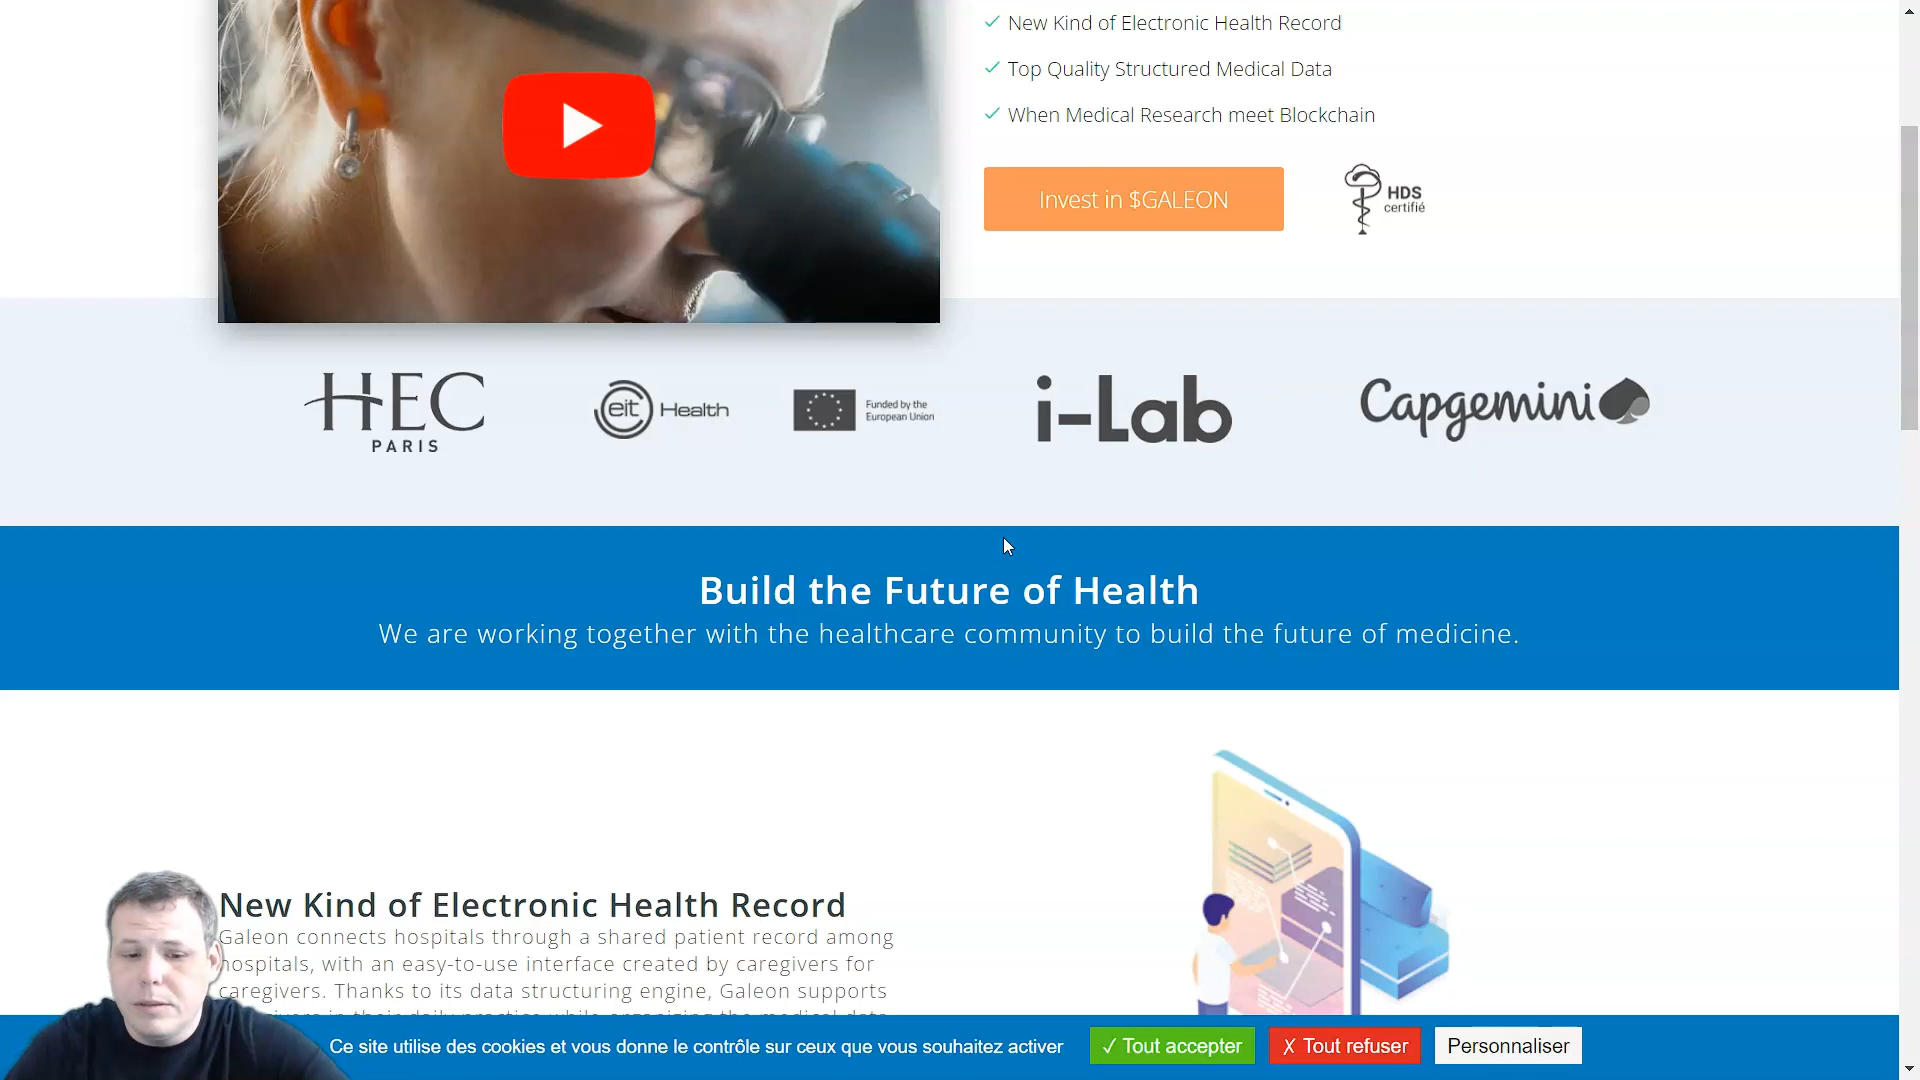 New Kind of Electronic Health Record
Top Quality Structured Medical Data
When Medical Research meet Blockchain
Invest in $GALEON
HDS
certifié
HEC
PARIS
eit Health
Funded by the
European Union
i-Lab
Capgemini
Build the Future of Health
We are working together with the healthcare community to build the future of medicine.
New Kind of Electronic Health Record
Galeon connects hospitals through a shared patient record among
hospitals, with an easy-to-use interface created by caregivers for
caregivers. Thanks to its data structuring engine, Galeon supports
Ce site utilise des cookies et vous donne le contrôle sur ceux que vous souhaitez activer
✓ Tout accepter
✗ Tout refuser
Personnaliser